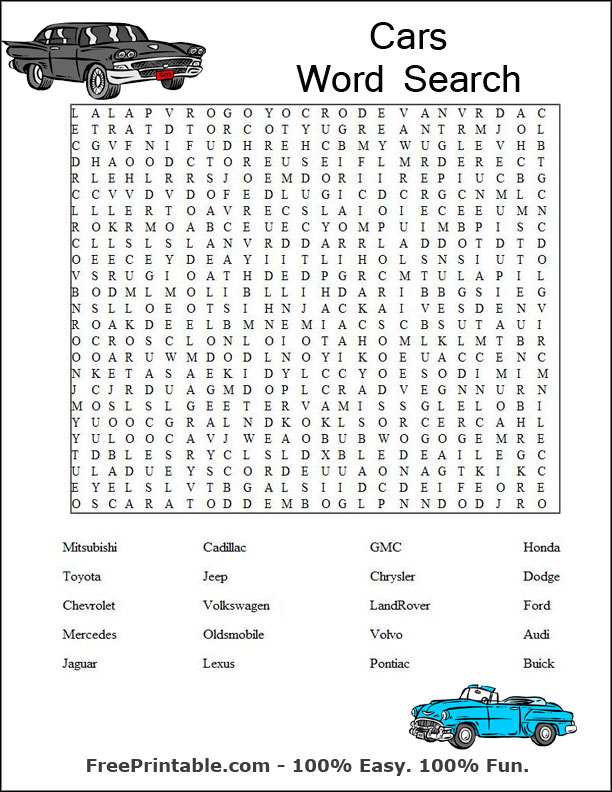 Cars
Word Search
L A L A P V R O G O Y O C R O D E V A N V R D A C
E T R A T D T O R C O T Y U G R E A N T R M J O L
C G V F N I F U D H R E H C B M Y W U G L E V H B
D H A O O D C T O R E U S E I F L M R D E R E C T
R L E H L R R S J O E M D O R I I R E P I U C B G
C C V V D V D O F E D L U G I C D C R G C N M L C
L L L E R T O A V R E C S L A I O I E C E E U M N
R O K R M O A B C E U E C Y O M P U I M B P I S C
C L L S L S L A N V R D D A R R L A D D O T D T D
O E E C E Y D E A Y I I T L I H O L S N S I U T O
V S R U G I O A T H D E D P G R C M T U L A P I L
B O D M L M O L I B L L I H D A R I B B G S I E G
N S L L O E O T S I H N J A C K A I V E S D E N V
R O A K D E E L B M N E M I A C S C B S U T A U I
O C R O S C L O N L O I O T A H O M L K L M T B R
O O A R U W M D O D L N O Y I K O E U A C C E N C
N K E T A S A E K I D Y L C C Y O E S O D I M I M
J C J R D U A G M D O P L C R A D V E G N N U R N
M O S L S L G E E T E R V A M I S S G L E L O B I
Y U O O C G R A L N D K O K L S O R C E R C A H L
Y U L O O C A V J W E A O B U B W O G O G E M R E
T D B L E S R Y C L S L D X B L E D E A I L E G C
U L A D U E Y S C O R D E U U A O N A G T K I K C
E Y E L S L V T B G A L S I I D C D E I F E O R E
O S C A R A T O D D E M B O G L P N N D O D J R O
Mitsubishi Cadillac GMC Honda
Toyota Jeep Chrysler Dodge
Chevrolet Volkswagen LandRover Ford
Mercedes Oldsmobile Volvo Audi
Jaguar Lexus Pontiac Buick
FreePrintable.com - 100% Easy. 100% Fun.